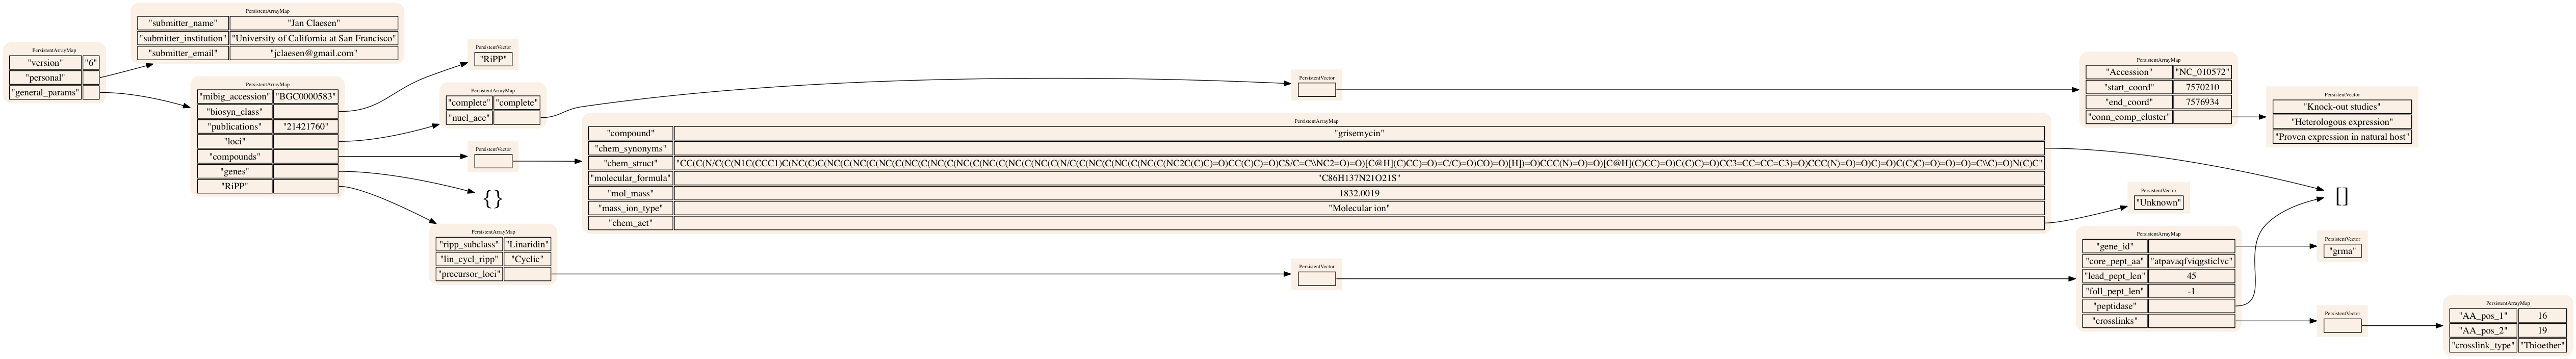 PersistentArrayMap
"version" "6"
"personal"
"general_params"
PersistentArrayMap
"submitter_name" "Jan Claesen"
"submitter_institution" "University of California at San Francisco"
"submitter_email" "jclaesen@gmail.com"
PersistentArrayMap
"mibig_accession" "BGC0000583"
"biosyn_class"
"publications" "21421760"
"loci"
"compounds"
"genes"
"RiPP"
PersistentVector
"RiPP"
PersistentArrayMap
"complete" "complete"
"nucl_acc"
PersistentVector
{}
PersistentArrayMap
"ripp_subclass" "Linaridin"
"lin_cycl_ripp" "Cyclic"
"precursor_loci"
PersistentVector
PersistentArrayMap
"compound" "grisemycin"
"chem_synonyms"
"chem_struct" "CC(C(N/C(C(N1C(CCC1)C(NC(C)C(NC(C(NC(C(NC(C(NC(C(NC(C(NC(C(NC(C(NC(C(N/C(C(NC(C(NC(C(NC(C(NC2C(C)C)=O)CC(C)C)=O)CS/C=C\\NC2=O)=O)[C@H](C)CC)=O)=C/C)=O)CO)=O)[H])=O)CCC(N)=O)=O)[C@H](C)CC)=O)C(C)C)=O)CC3=CC=CC=C3)=O)CCC(N)=O)=O)C)=O)C(C)C)=O)=O)=O)=C\\C)=O)N(C)C"
"molecular_formula" "C86H137N21O21S"
"mol_mass" 1832.0019
"mass_ion_type" "Molecular ion"
"chem_act"
PersistentVector
PersistentArrayMap
"Accession" "NC_010572"
"start_coord" 7570210
"end_coord" 7576934
"conn_comp_cluster"
PersistentVector
"Knock-out studies"
"Heterologous expression"
"Proven expression in natural host"
PersistentVector
"Unknown"
[]
PersistentArrayMap
"gene_id"
"core_pept_aa" "atpavaqfviqgsticlvc"
"lead_pept_len" 45
"foll_pept_len" -1
"peptidase"
"crosslinks"
PersistentVector
"grma"
PersistentVector
PersistentArrayMap
"AA_pos_1" 16
"AA_pos_2" 19
"crosslink_type" "Thioether"